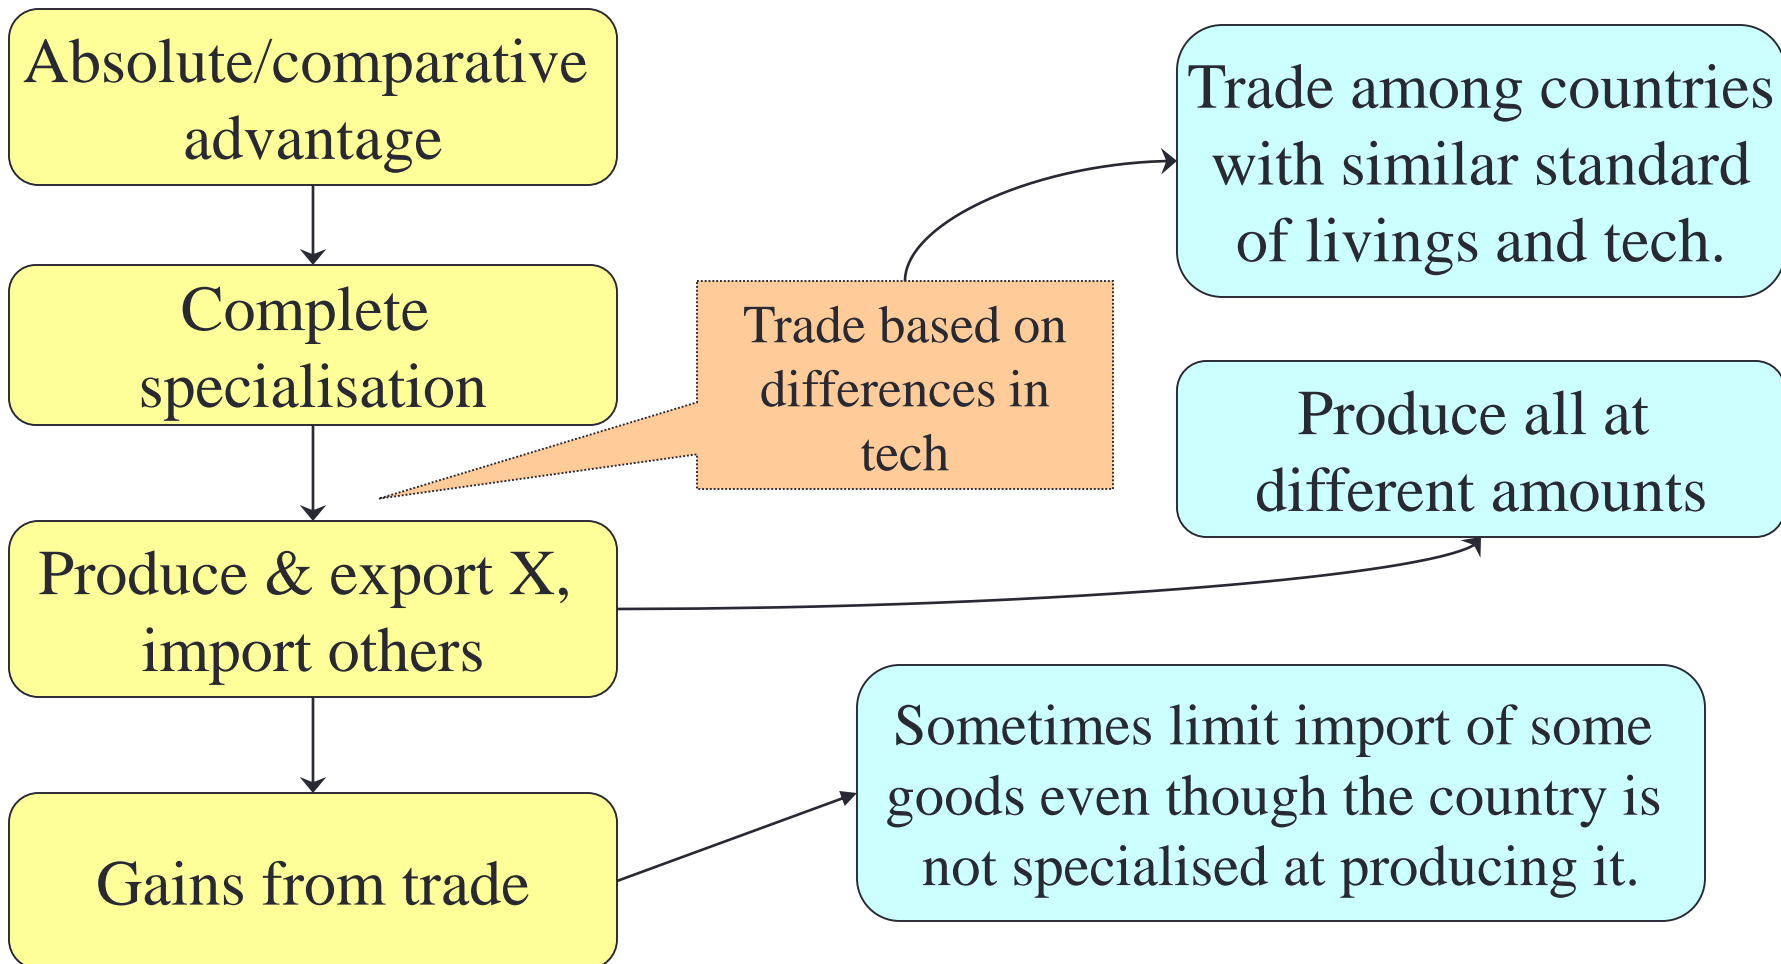 Absolute/comparative
advantage
Complete
specialisation
Produce & export X,
import others
Gains from trade
Trade based on
differences in
tech
Trade among countries
with similar standard
of livings and tech.
Produce all at
different amounts
Sometimes limit import of some
goods even though the country is
not specialised at producing it.